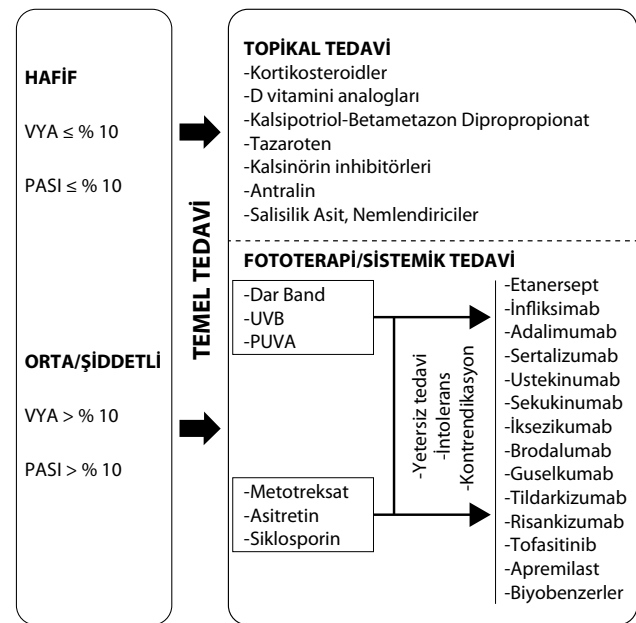 HAFİF
VYA ≤ % 10
PASI ≤ % 10
ORTA/ŞİDDETLİ
VYA > % 10
PASI > % 10
TEMEL TEDAVİ
TOPİKAL TEDAVİ
-Kortikosteroidler
-D vitamini analogları
-Kalsipotriol-Betametazon Dipropropionat
-Tazaroten
-Kalsinörin inhibitörleri
-Antralin
-Salisilik Asit, Nemlendiriciler
FOTOTERAPİ/SİSTEMİK TEDAVİ
-Dar Band
-UVB
-PUVA
-Metotreksat
-Asitretin
-Siklosporin
-Yetersiz tedavi
-İntolerans
-Kontrendikasyon
-Etanersept
-İnfliksimab
-Adalimumab
-Sertalizumab
-Ustekinumab
-Sekukinumab
-İksezikumab
-Brodalumab
-Guselkumab
-Tildarkizumab
-Risankizumab
-Tofasitinib
-Apremilast
-Biyobenzerler